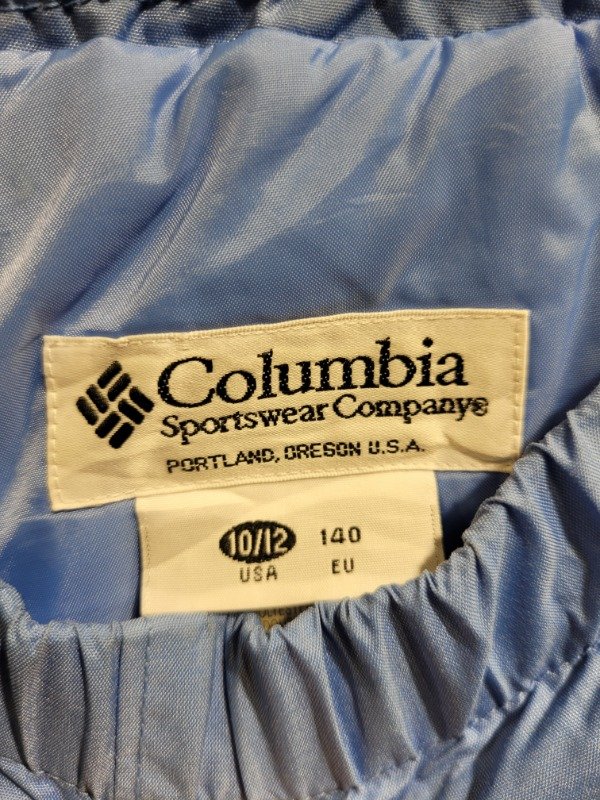 Columbia
Sportswear Company®
PORTLAND, OREGON U.S.A.
10/12 140
USA EU